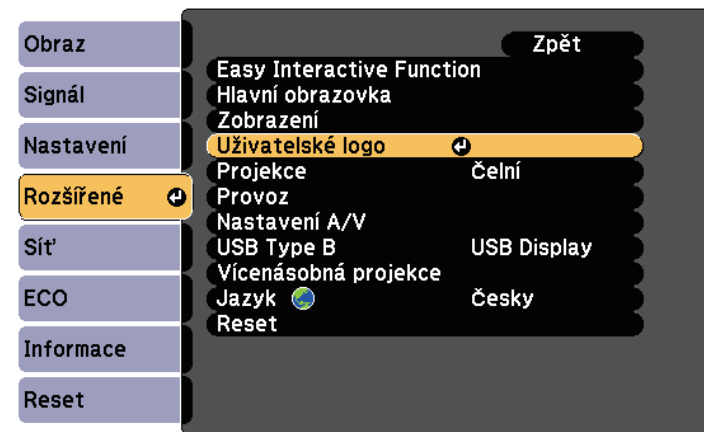 Obraz
Signál
Nastavení
Rozšířené
Síť
ECO
Informace
Reset
Zpět
Easy Interactive Function
Hlavní obrazovka
Zobrazení
Uživatelské logo
Projekce Čelní
Provoz
Nastavení A/V
USB Type B USB Display
Vícenásobná projekce
Jazyk Česky
Reset